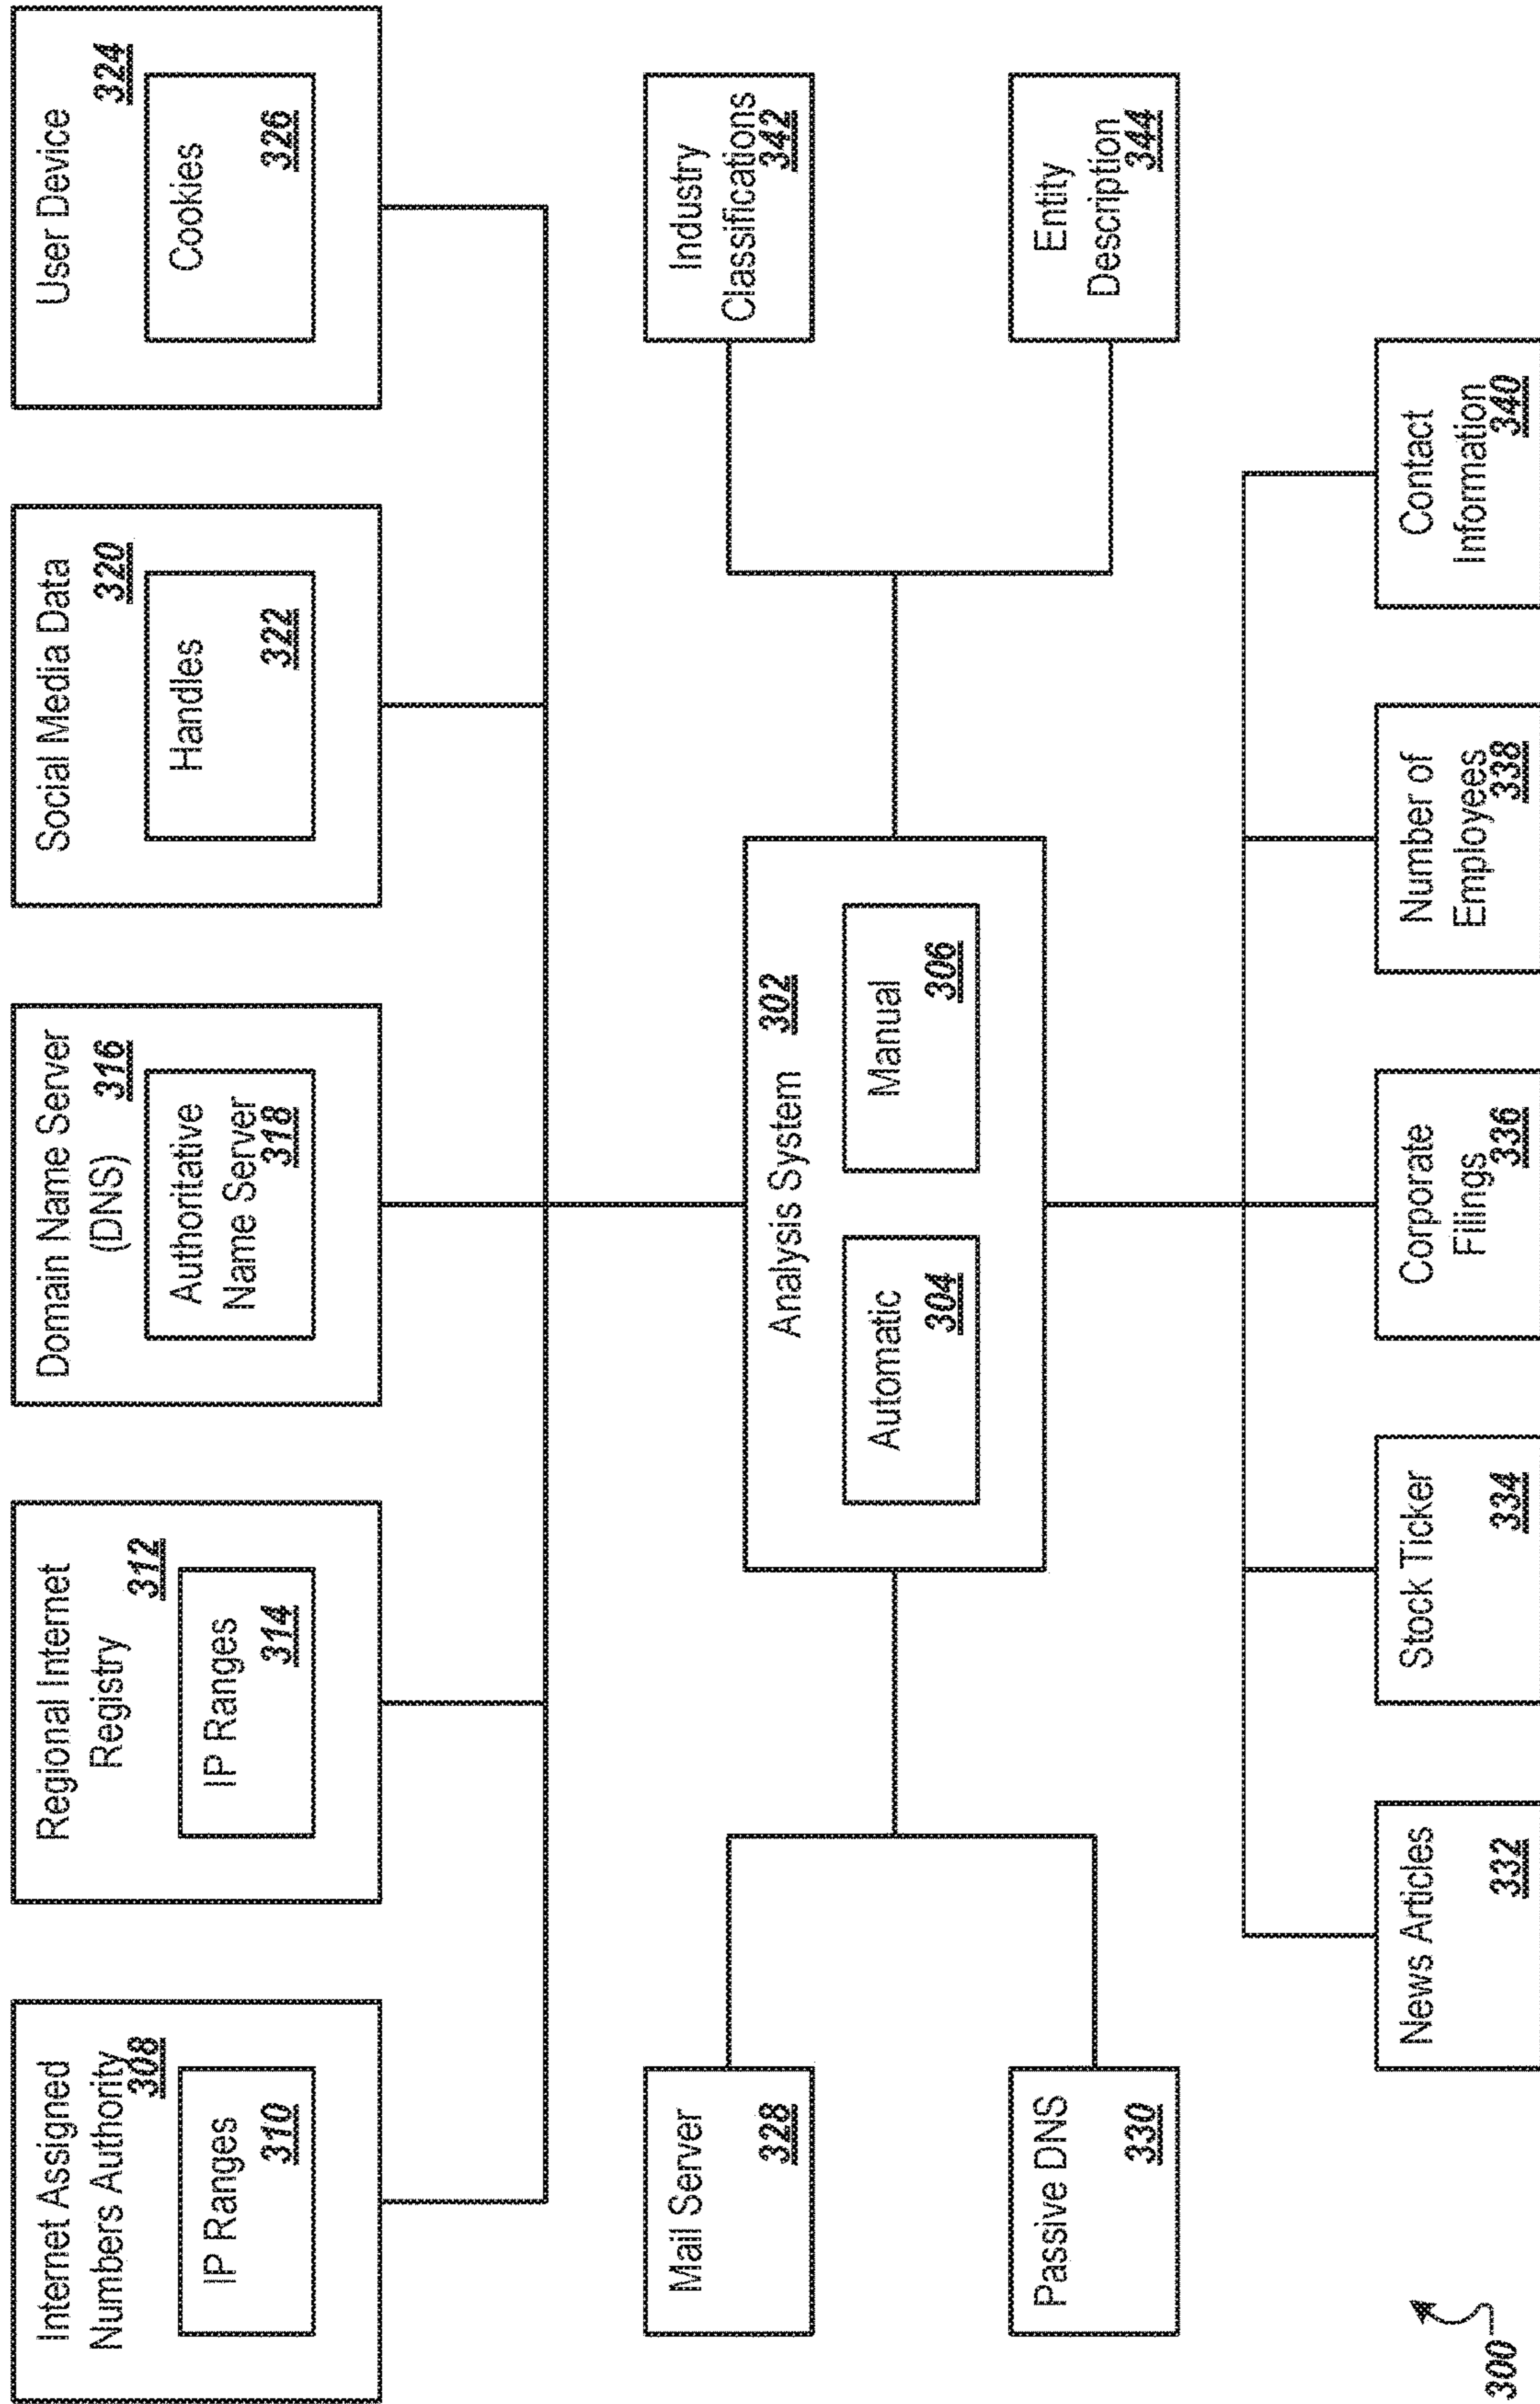 Internet Assigned
Numbers Authority
308
IP Ranges
310
Regional Internet
Registry
312
IP Ranges
314
Domain Name Server
(DNS)
316
Authoritative
Name Server
318
Social Media Data
320
Handles
322
User Device
324
Cookies
326
Mail Server
328
Passive DNS
330
Analysis System
302
Automatic
304
Manual
306
Industry
Classifications
342
Entity
Description
344
News Articles
332
Stock Ticker
334
Corporate
Filings
336
Number of
Employees
338
Contact
Information
340
300